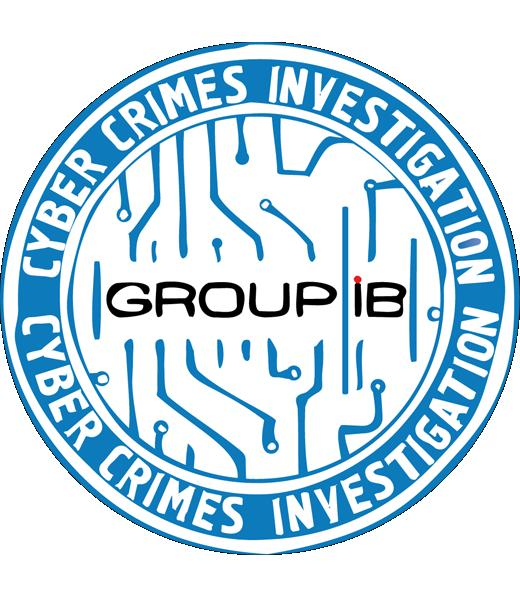 CYBER CRIMES INVESTIGATION
GROUP|iB
CYBER CRIMES INVESTIGATION